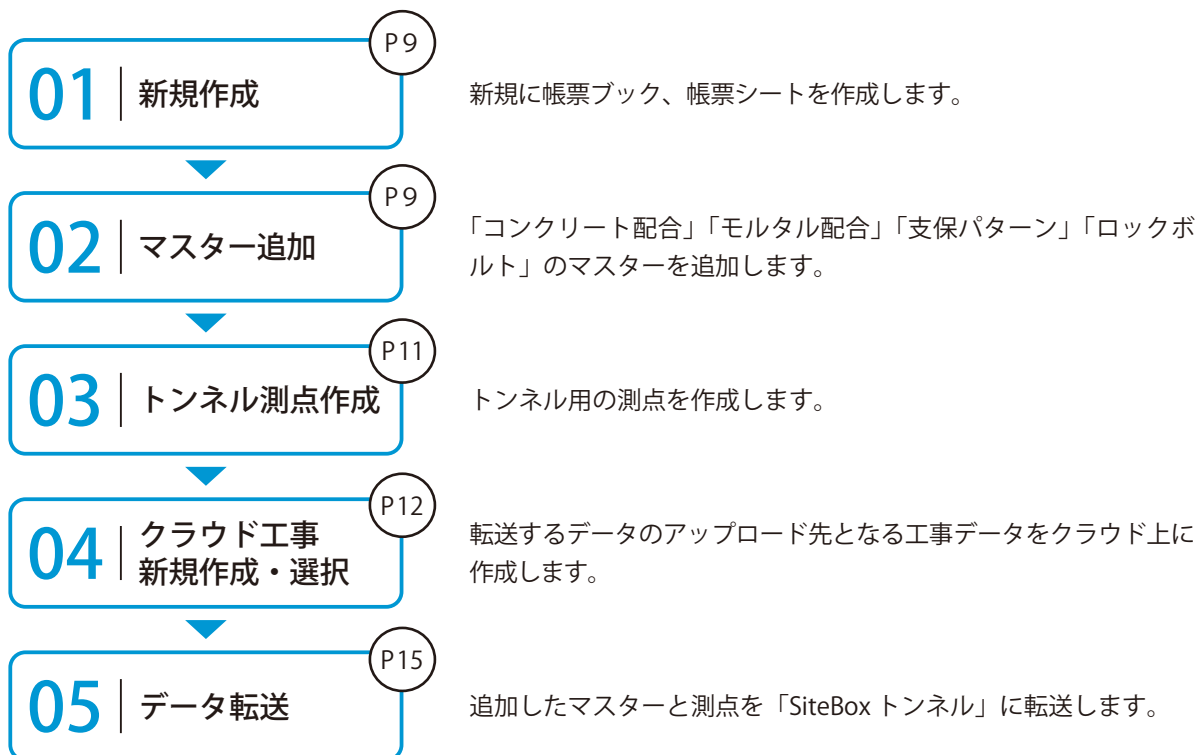 P9
01 新規作成
新規に帳票ブック、帳票シートを作成します。
P9
02 マスター追加
「コンクリート配合」「モルタル配合」「支保パターン」「ロックボ
ルト」のマスターを追加します。
P11
03 トンネル測点作成
トンネル用の測点を作成します。
P12
04 クラウド工事
新規作成・選択
転送するデータのアップロード先となる工事データをクラウド上に
作成します。
P15
05 データ転送
追加したマスターと測点を「SiteBox トンネル」に転送します。